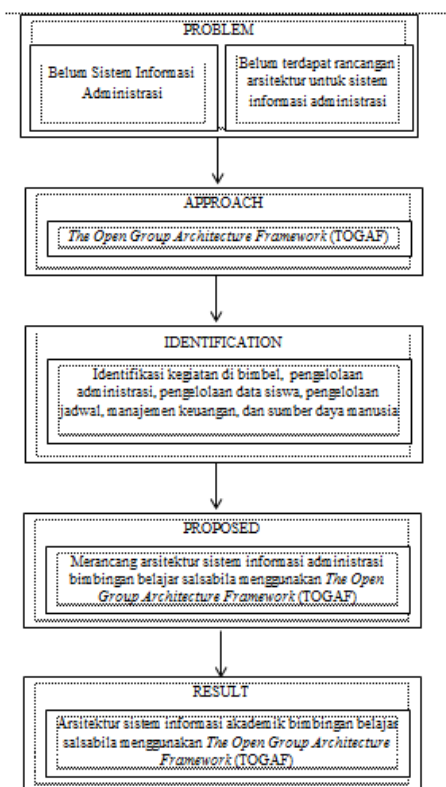 PROBLEM
Belum Sistem Informasi
Administrasi
Belum terdapat rancangan
arsitektur untuk sistem
informasi administrasi
APPROACH
The Open Group Architecture Framework (TOGAF)
IDENTIFICATION
Identifikasi kegiatan di bimbel, pengelolaan
administrasi, pengelolaan data siswa, pengelolaan
jadwal, manajemen keuangan, dan sumber daya manusia
PROPOSED
Merancang arsitektur sistem informasi administrasi
bimbingan belajar salsabila menggunakan The Open
Group Architecture Framework (TOGAF)
RESULT
Arsitektur sistem informasi akademik bimbingan belajar
salsabila menggunakan The Open Group Architecture
Framework (TOGAF)